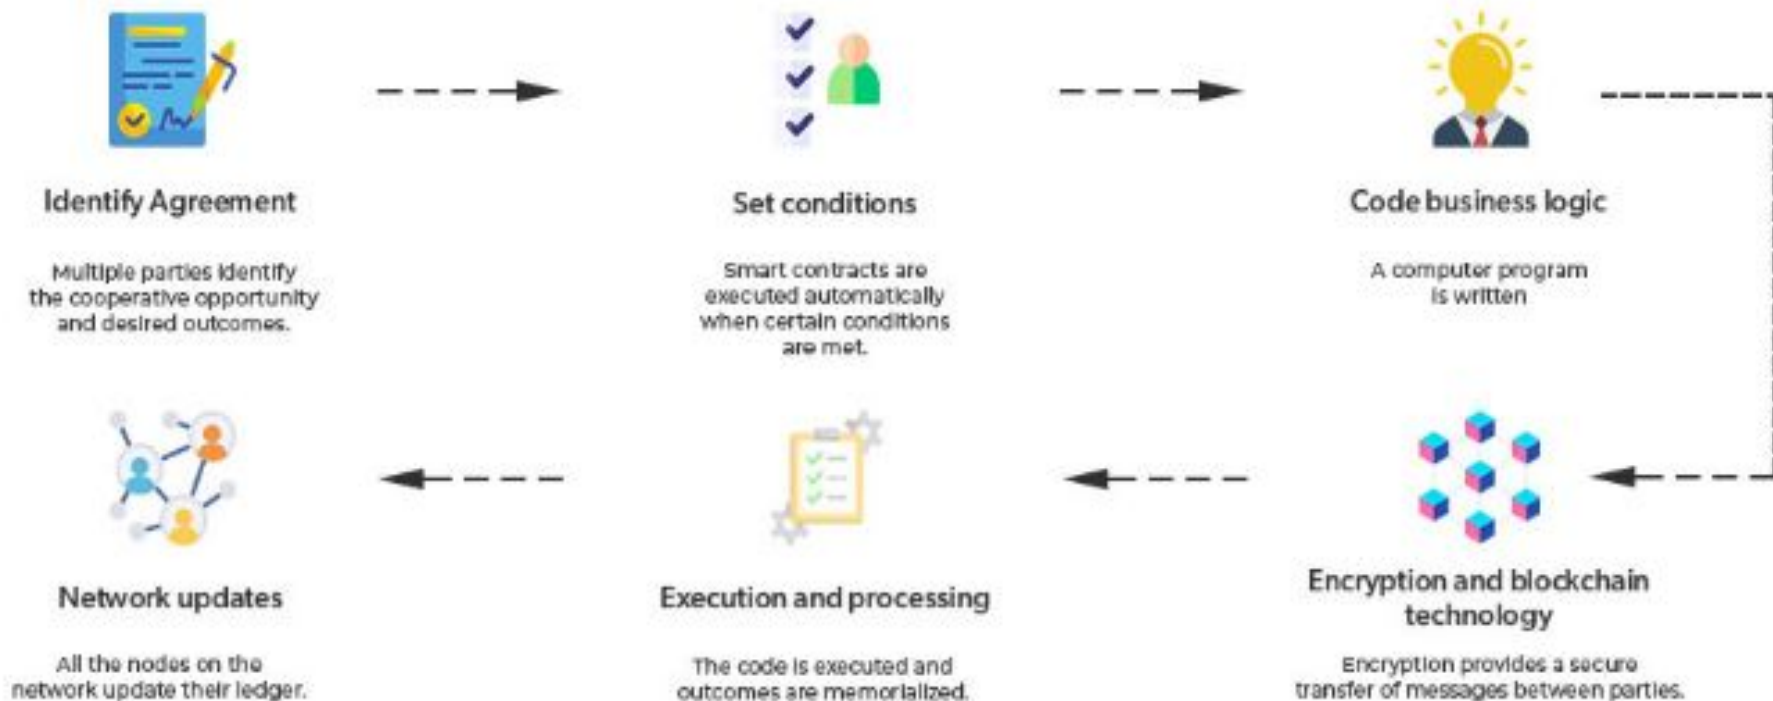 Identify Agreement
Multiple parties identify
the cooperative opportunity
and desired outcomes.
Set conditions
Smart contracts are
executed automatically
when certain conditions
are met.
Code business logic
A computer program
is written
Encryption and blockchain
technology
Encryption provides a secure
transfer of messages between parties.
Execution and processing
The code is executed and
outcomes are memorialized.
Network updates
All the nodes on the
network update their ledger.